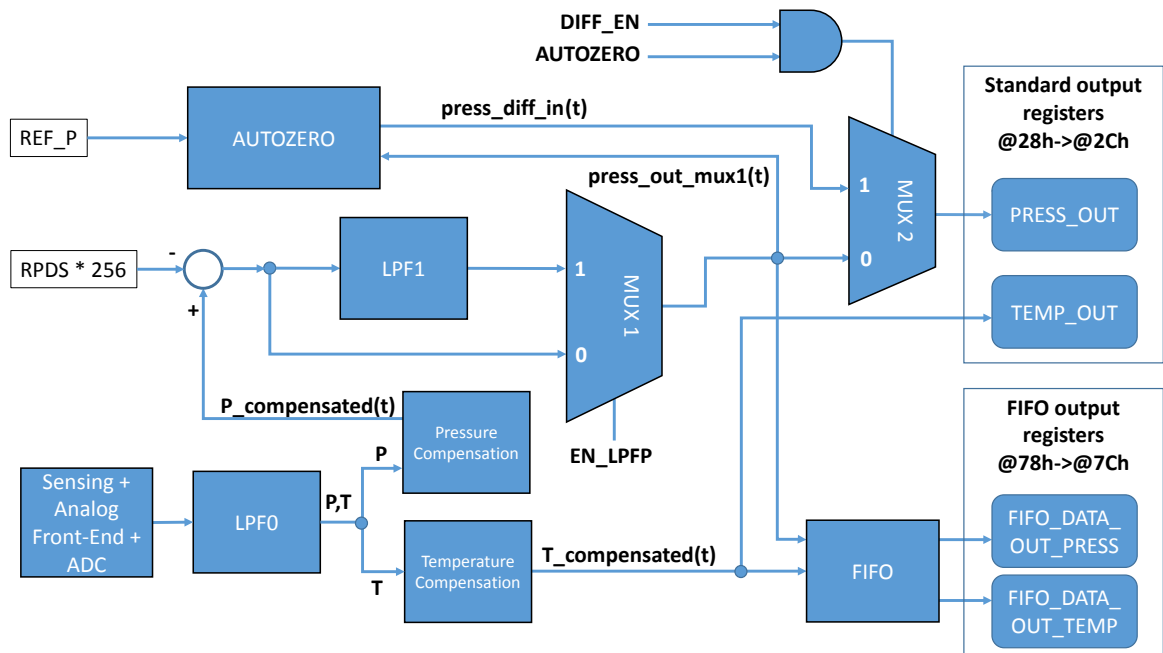 DIFF_EN
AUTOZERO
Standard output
registers
@28h->@2Ch
press_diff_in(t)
REF_P
AUTOZERO
press_out_mux1(t)
1
MUX 2
0
PRESS_OUT
TEMP_OUT
RPDS * 256
-
+
LPF1
1
MUX 1
0
P_compensated(t)
Pressure
Compensation
P
EN_LPFP
FIFO output
registers
@78h->@7Ch
Sensing +
Analog
Front-End +
ADC
LPF0
P,T
T
Temperature
Compensation
T_compensated(t)
FIFO
FIFO_DATA_
OUT_PRESS
FIFO_DATA_
OUT_TEMP